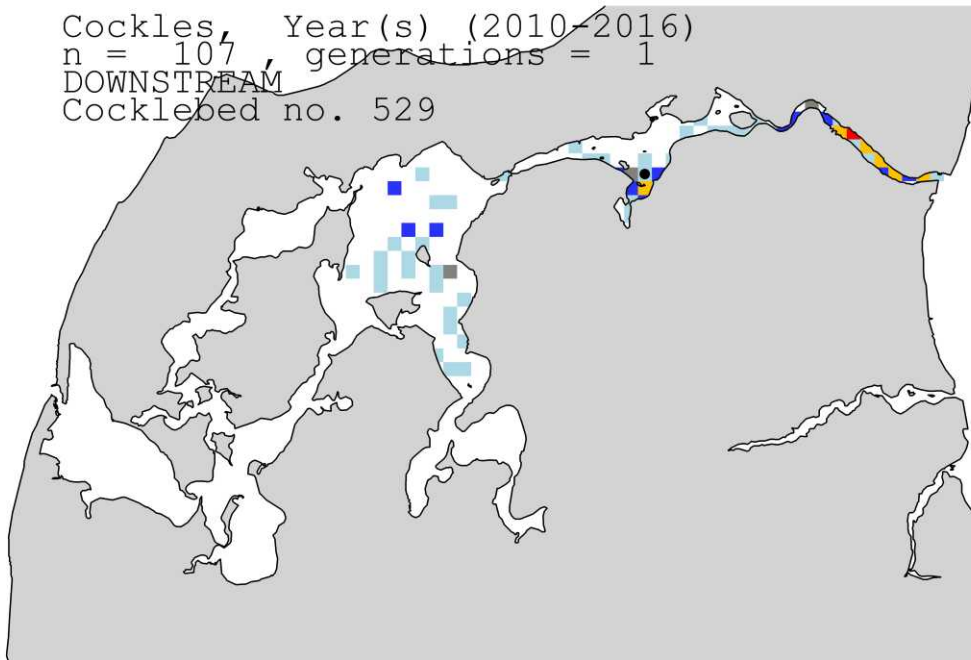 Cockles, Year(s) (2010-2016)
n = 107 , generations = 1
DOWNSTREAM
Cocklebed no. 529